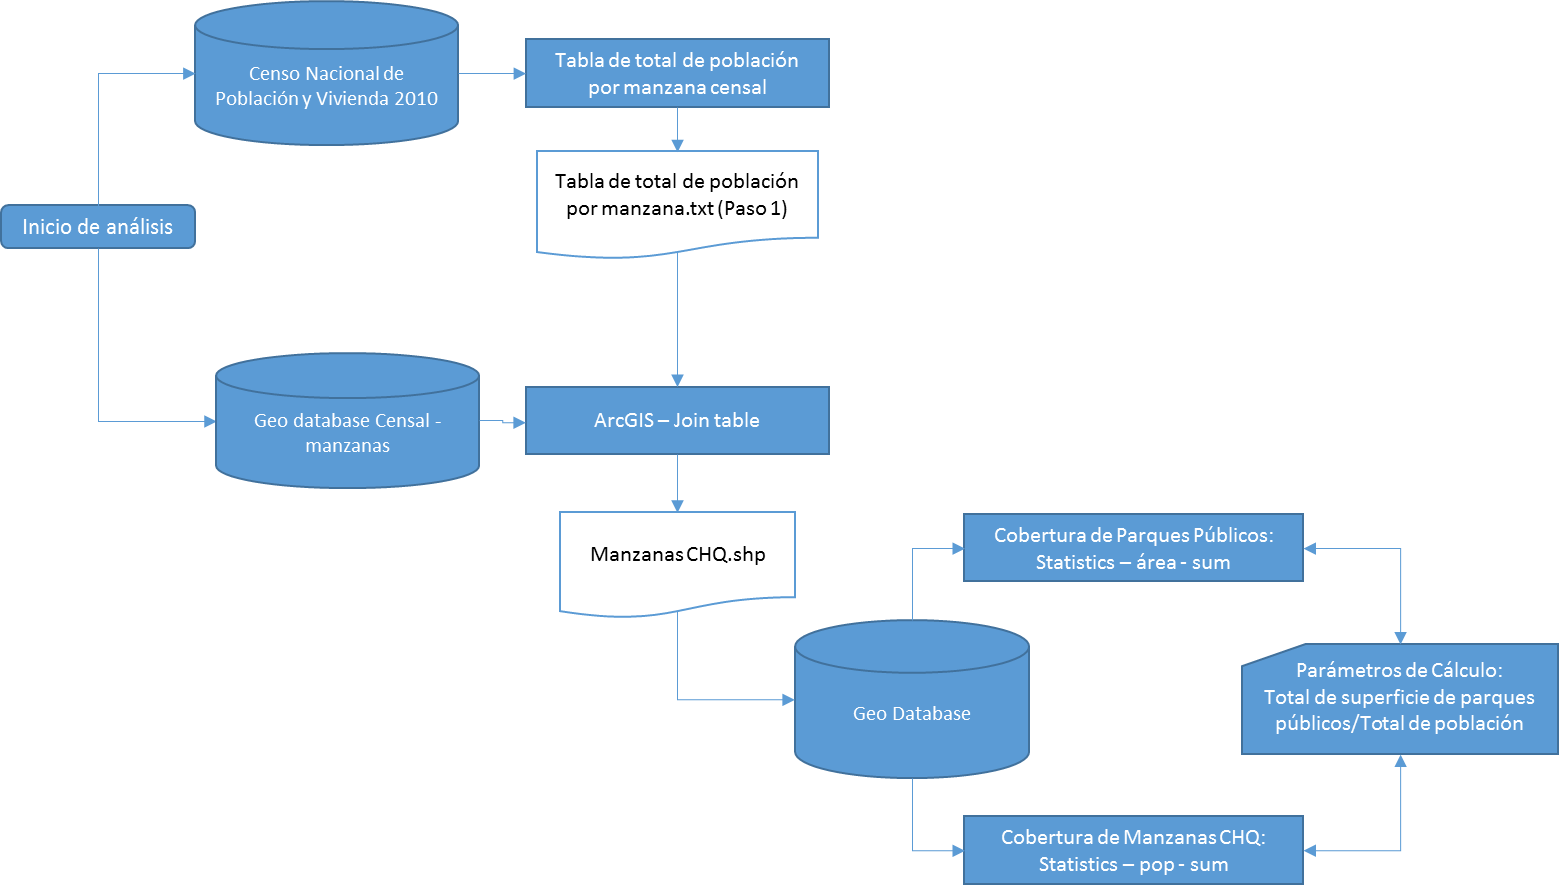 Censo Nacional de
Población y Vivienda 2010
Tabla de total de población
por manzana censal
Tabla de total de población
por manzana.txt (Paso 1)
Inicio de análisis
Geo database Censal -
manzanas
ArcGIS – Join table
Manzanas CHQ.shp
Geo Database
Cobertura de Parques Públicos:
Statistics – área - sum
Parámetros de Cálculo:
Total de superficie de parques
públicos/Total de población
Cobertura de Manzanas CHQ:
Statistics – pop - sum